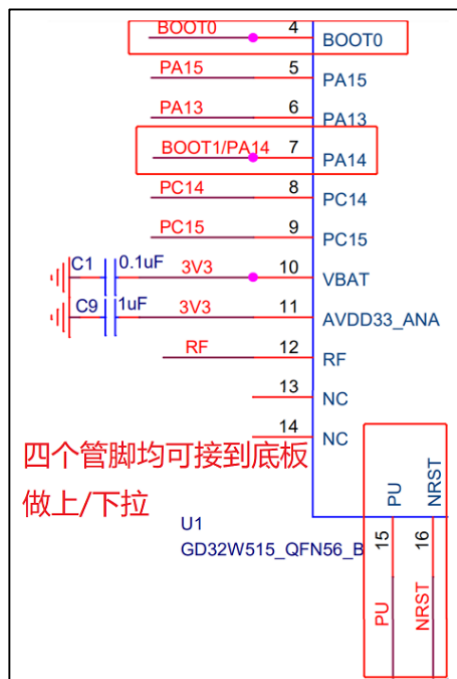 BOOT0 4 BOOT0
PA15 5 PA15
PA13 6 PA13
BOOT1/PA14 7 PA14
PC14 8 PC14
PC15 9 PC15
C1 0.1uF 3V3 10 VBAT
C9 1uF 3V3 11 AVDD33_ANA
RF 12 RF
13 NC
14 NC
四个管脚均可接到底板
做上/下拉
PU NRST
U1
GD32W515_QFN56_B
15 16
PU NRST